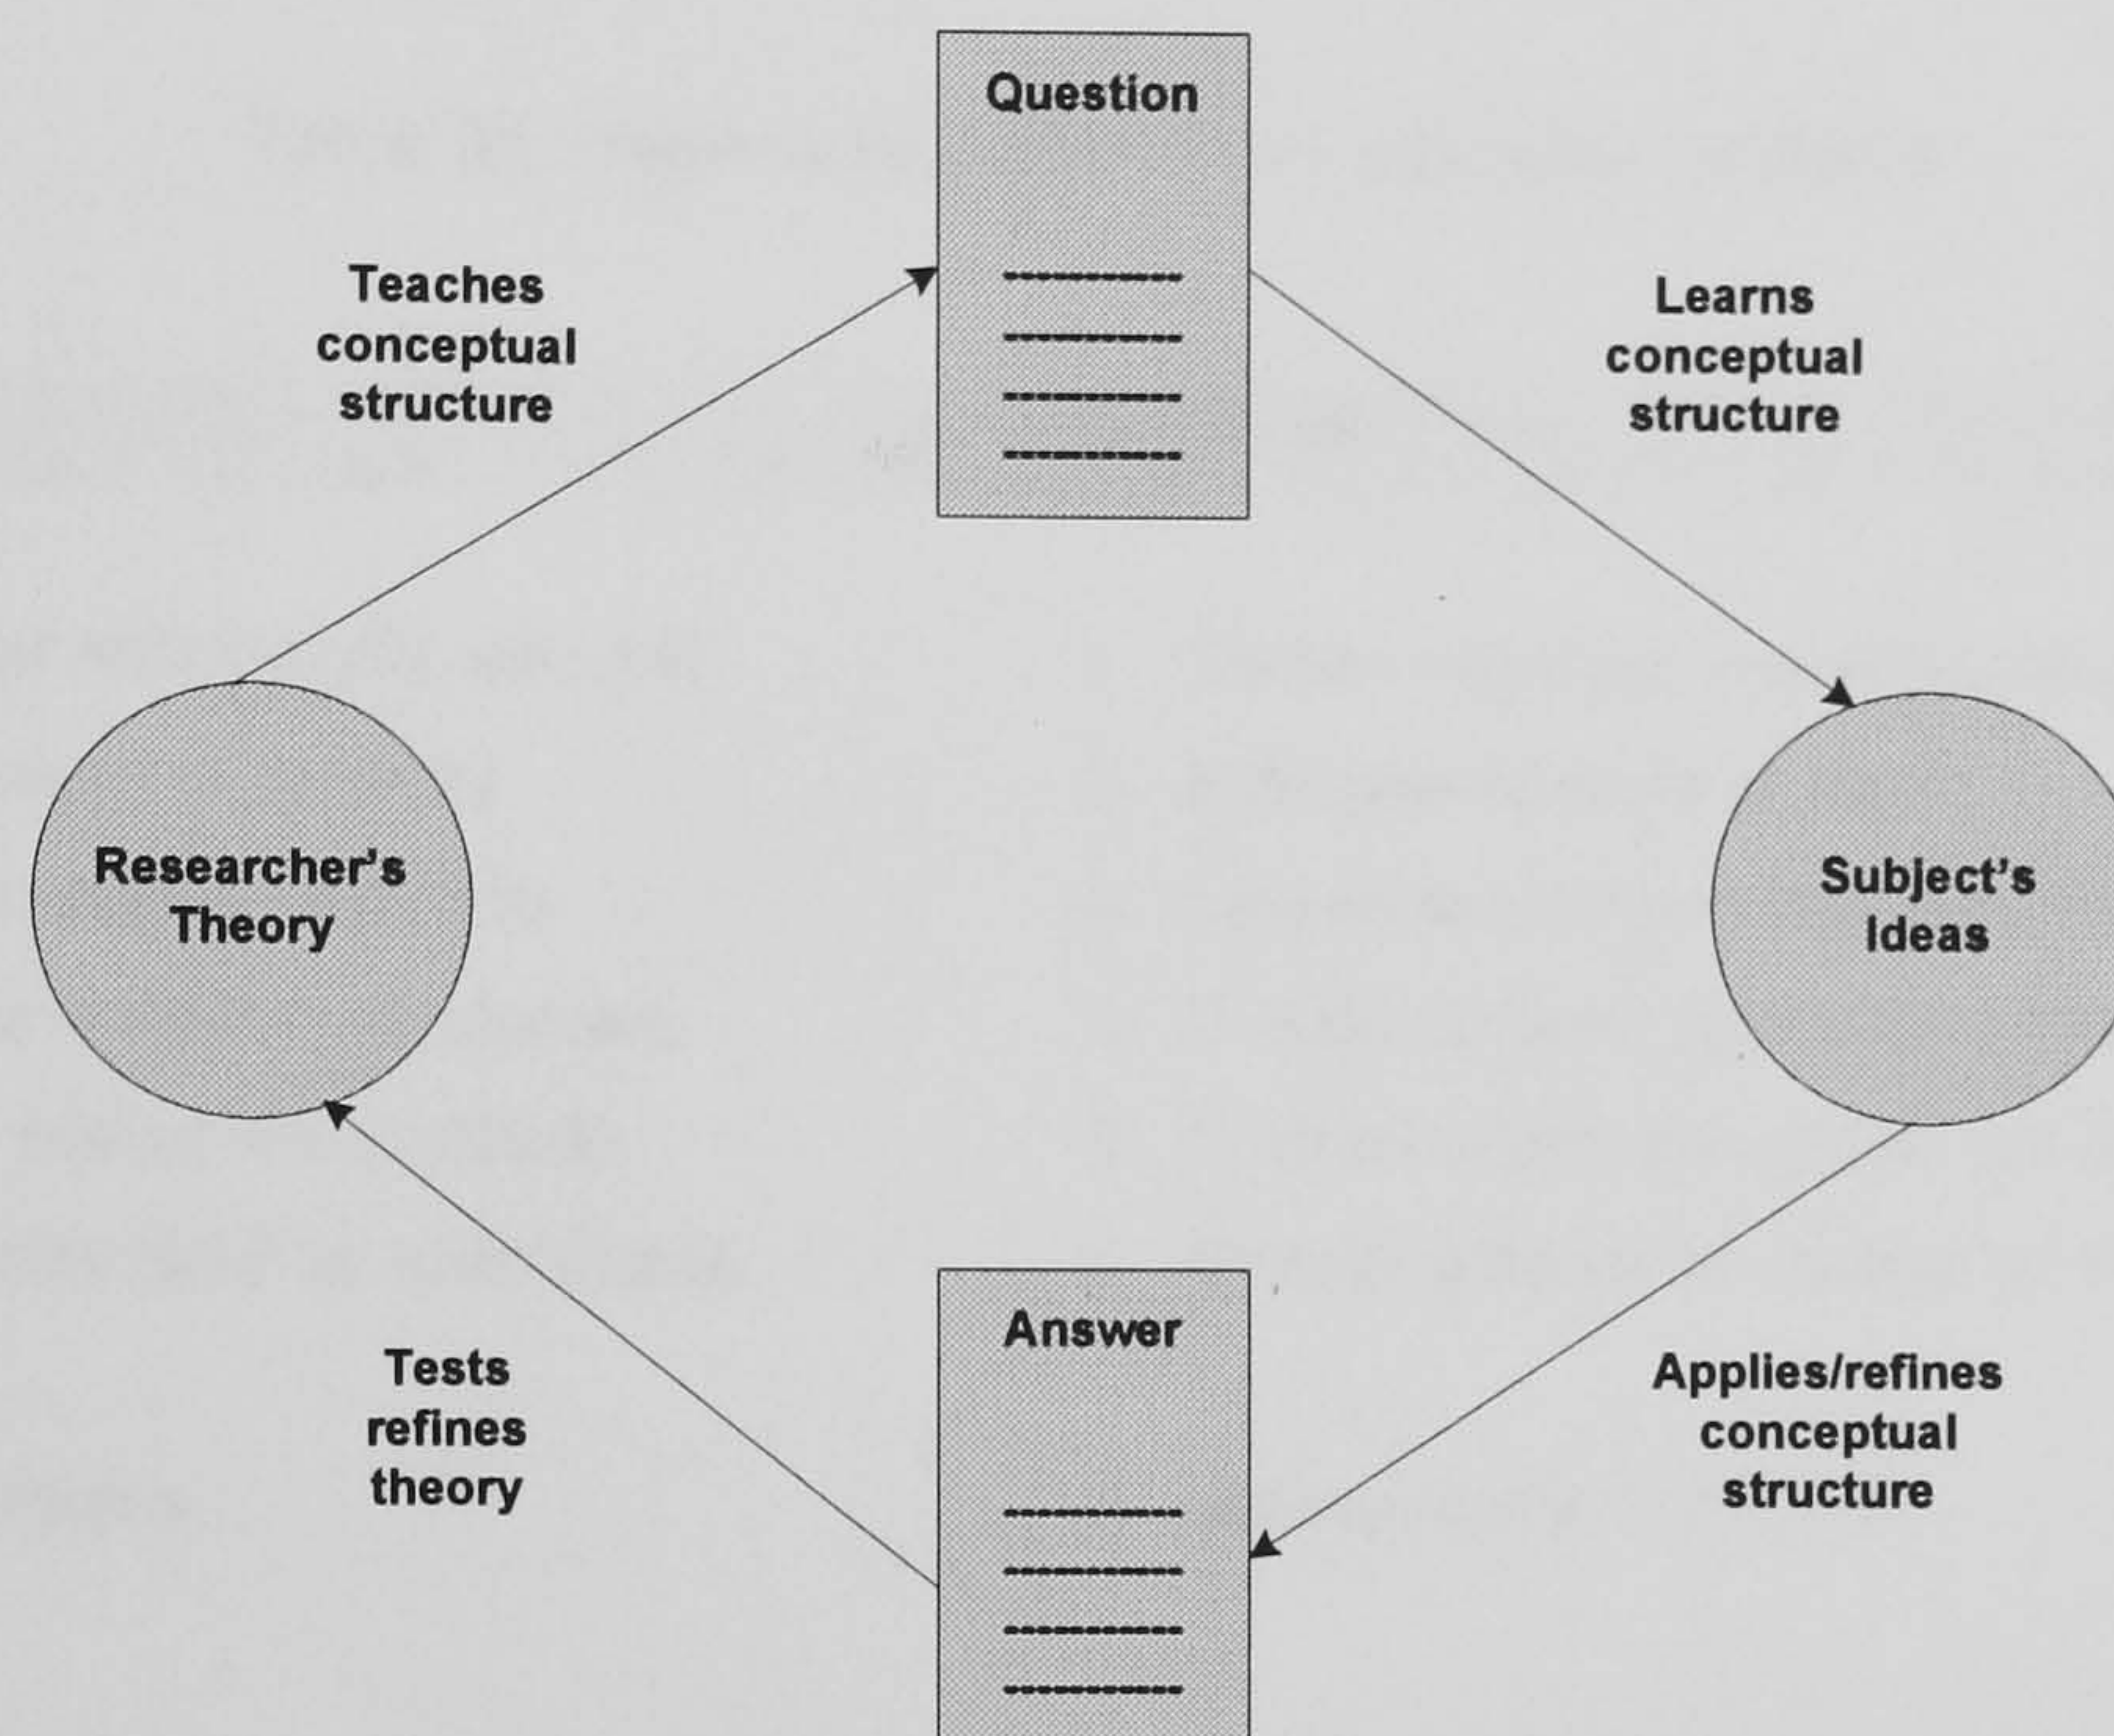 Question
Teaches
conceptual
structure
Learns
conceptual
structure
Researcher's
Theory
Subject's
Ideas
Answer
Tests
refines
theory
Applies/refines
conceptual
structure